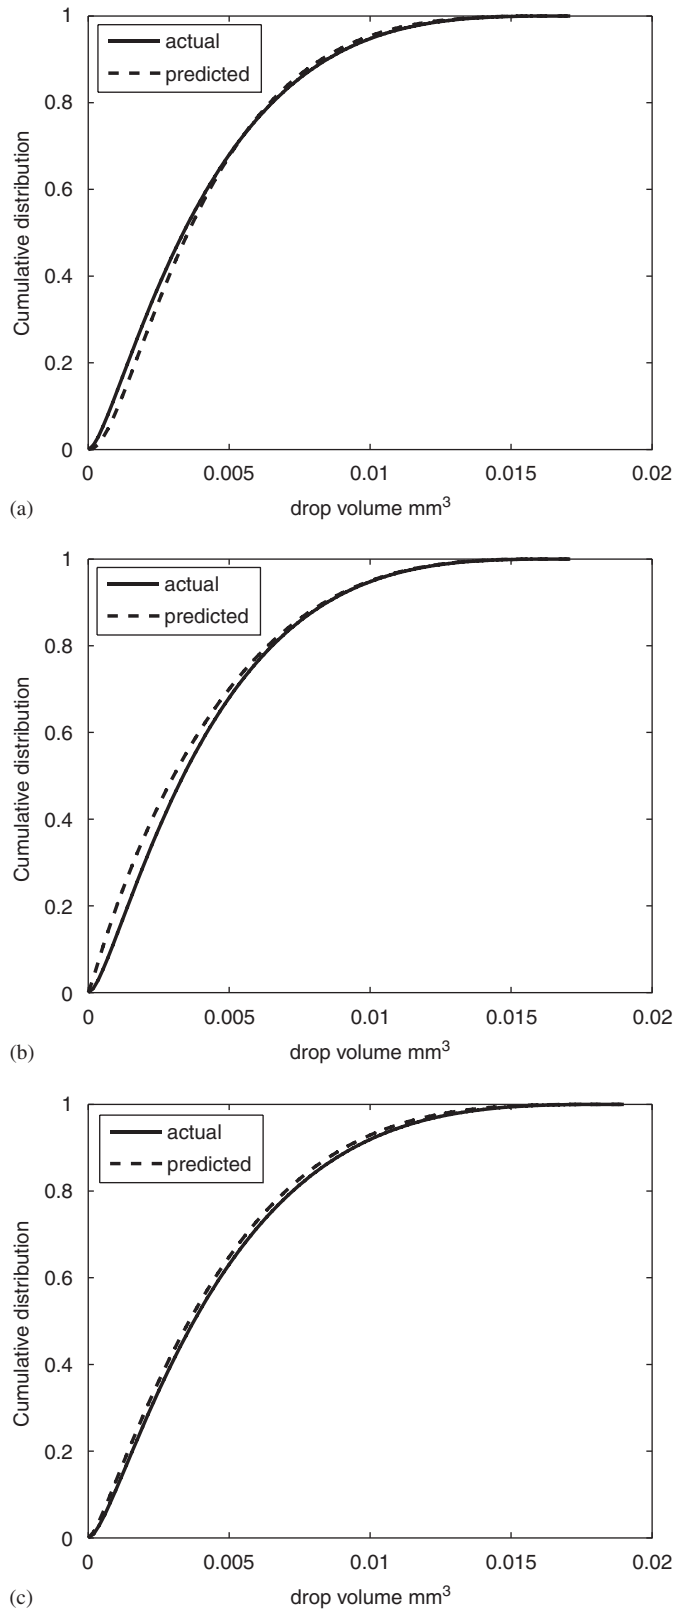 1
actual
predicted
0.8
0.6
0.4
0.2
0
Cumulative distribution
0 0.005 0.01 0.015 0.02
(a) drop volume mm³
1
actual
predicted
0.8
0.6
0.4
0.2
0
Cumulative distribution
0 0.005 0.01 0.015 0.02
(b) drop volume mm³
1
actual
predicted
0.8
0.6
0.4
0.2
0
Cumulative distribution
0 0.005 0.01 0.015 0.02
(c) drop volume mm³